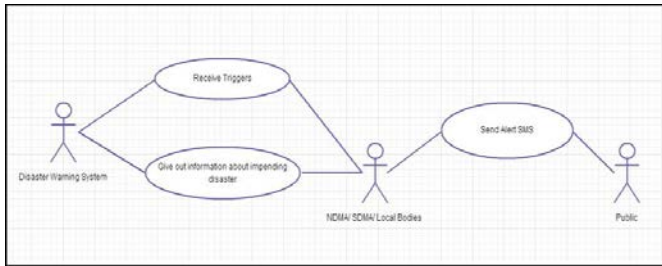 Receive Triggers
Send Alert SMS
Give out information about impending
disaster
Disaster Warning System
NDMA/ SDMA/ Local Bodies
Public